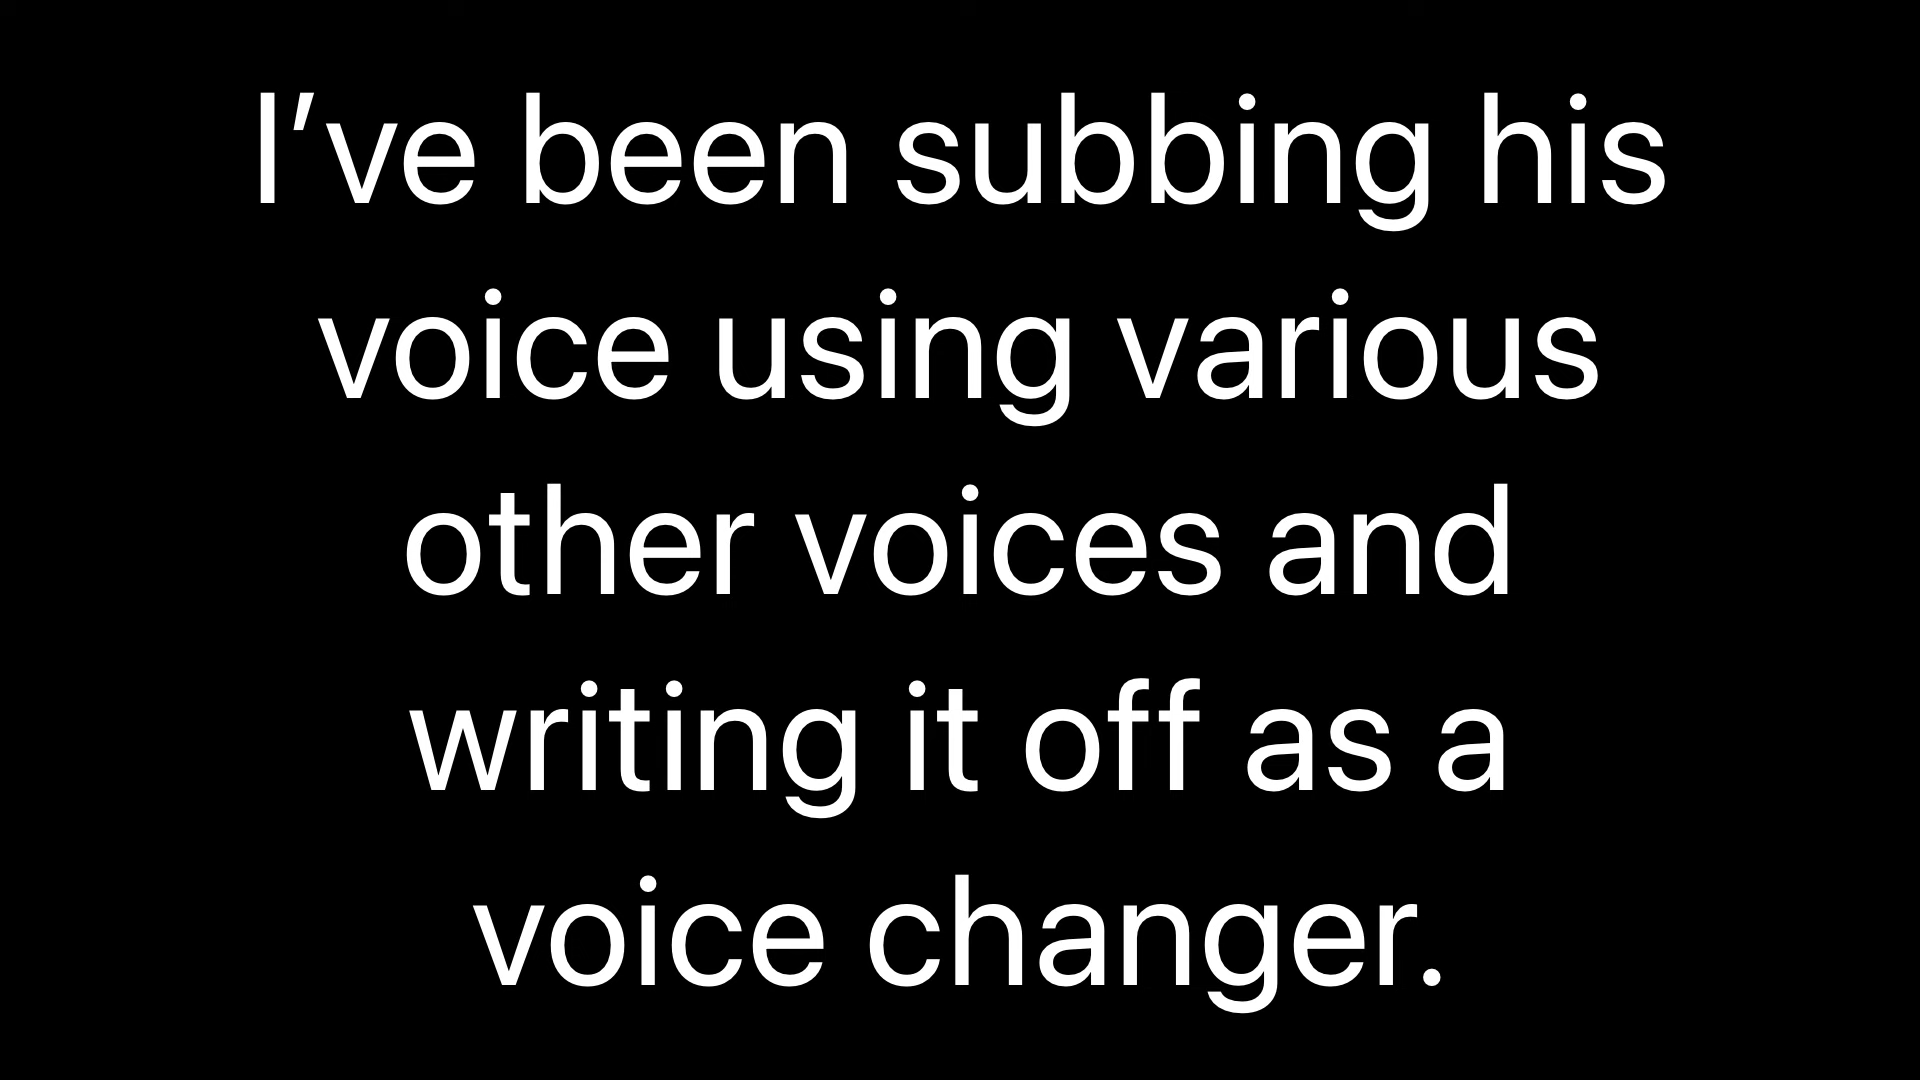 I’ve been subbing his
voice using various
other voices and
writing it off as a
voice changer.